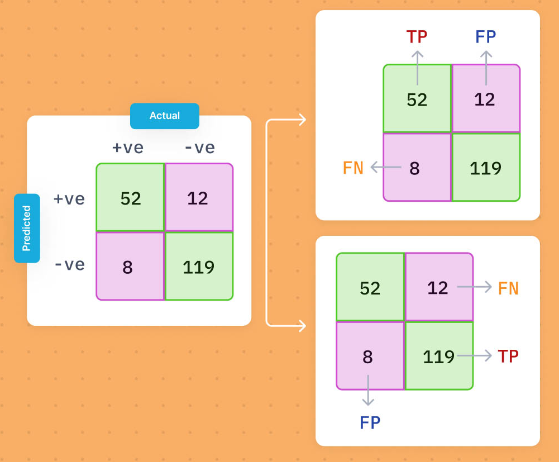 Actual
+ve -ve
Predicted
+ve 52 12
-ve 8 119
TP FP
52 12
FN 8 119
52 12 FN
8 119 TP
FP